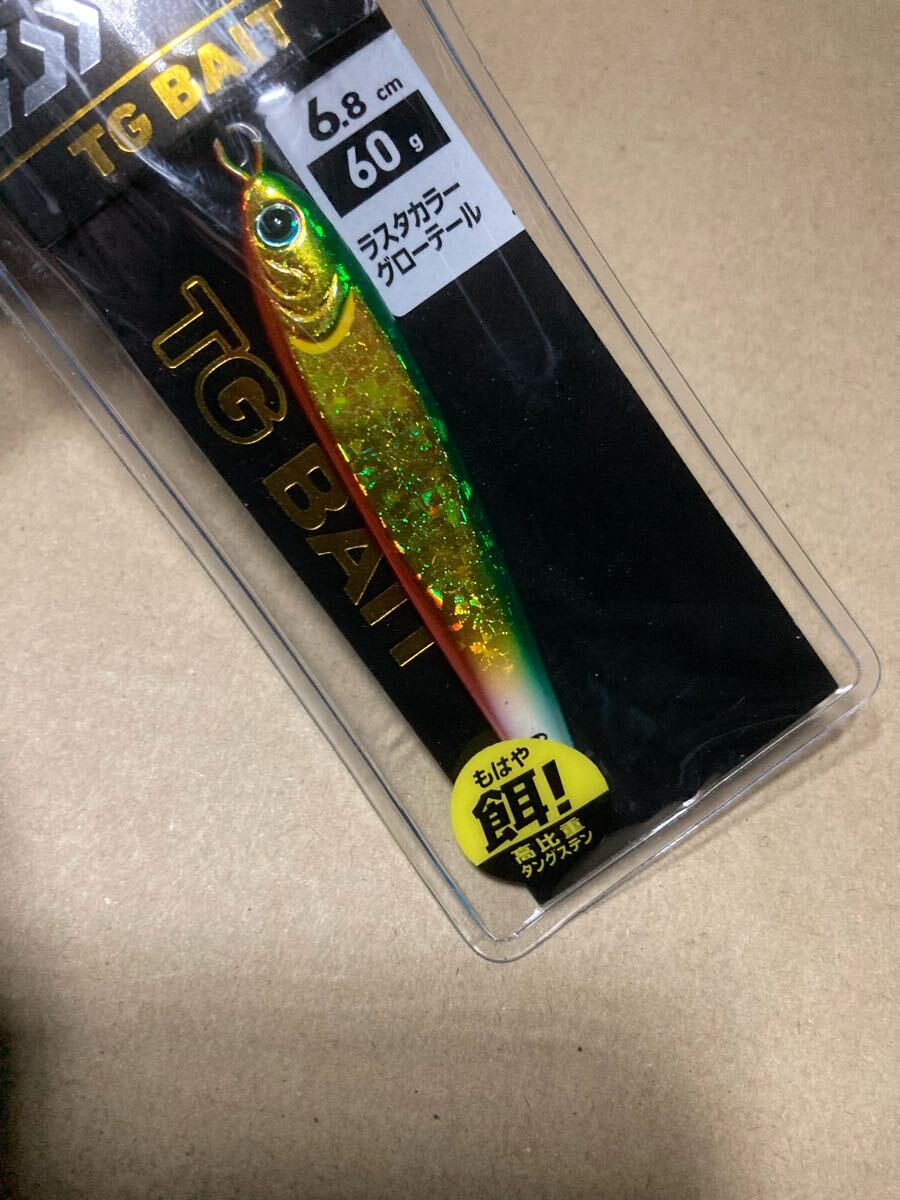 TG BAIT
6.8 cm
60 g
ラスタカラー
グローテール
TG BAIT
もはや
餌!
高比重
タングステン